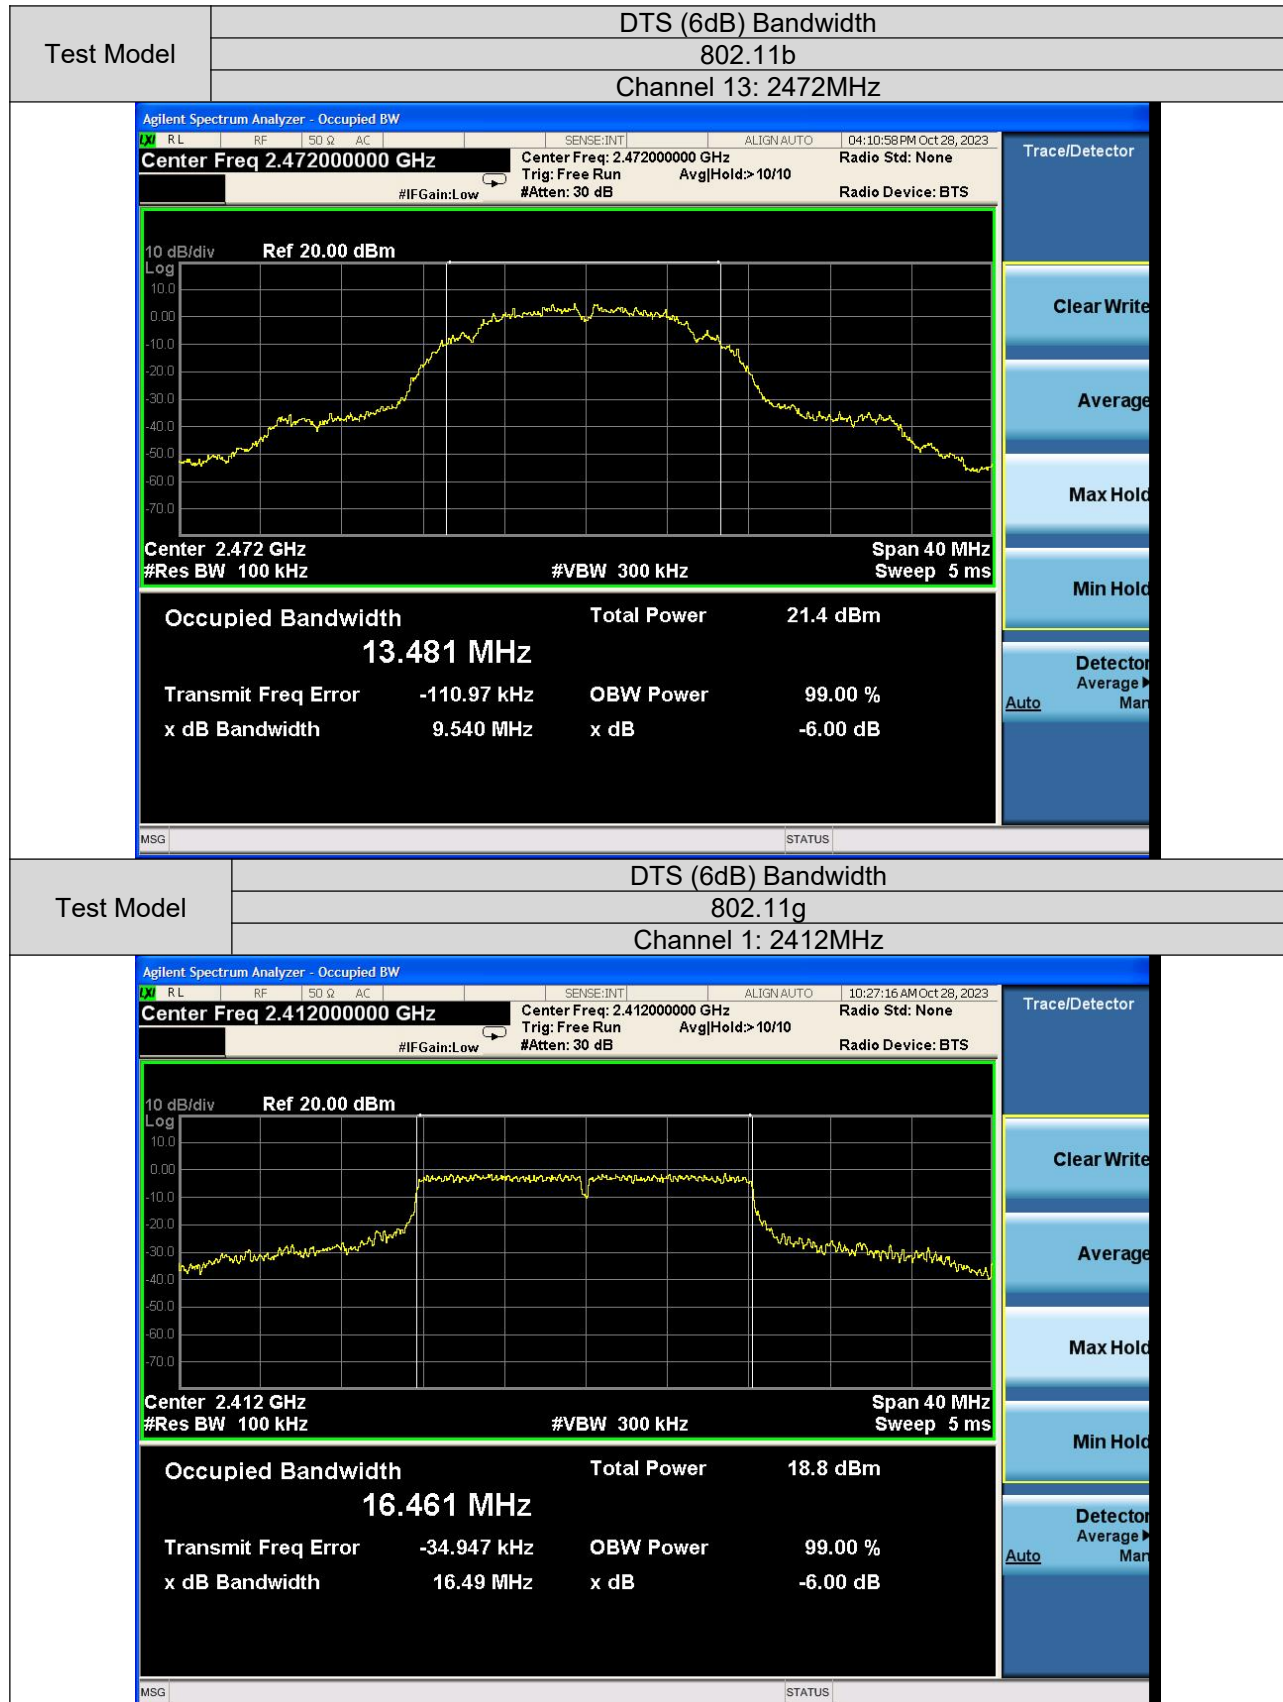 Test Model
DTS (6dB) Bandwidth
802.11b
Channel 13: 2472MHz
Agilent Spectrum Analyzer - Occupied BW
LXI RL RF 50 Ω AC SENSE:INT ALIGN AUTO 04:10:58 PM Oct 28, 2023
Center Freq 2.472000000 GHz
Center Freq: 2.472000000 GHz
Radio Std: None
Trig: Free Run Avg|Hold:>10/10
#IFGain:Low #Atten: 30 dB Radio Device: BTS
10 dB/div Ref 20.00 dBm
Log
10.0
0.00
-10.0
-20.0
-30.0
-40.0
-50.0
-60.0
-70.0
Center 2.472 GHz Span 40 MHz
#Res BW 100 kHz #VBW 300 kHz Sweep 5 ms
Occupied Bandwidth Total Power 21.4 dBm
13.481 MHz
Transmit Freq Error -110.97 kHz OBW Power 99.00 %
x dB Bandwidth 9.540 MHz x dB -6.00 dB
MSG STATUS
Trace/Detector
Clear Write
Average
Max Hold
Min Hold
Detector
Average
Auto Man
Test Model
DTS (6dB) Bandwidth
802.11g
Channel 1: 2412MHz
Agilent Spectrum Analyzer - Occupied BW
LXI RL RF 50 Ω AC SENSE:INT ALIGN AUTO 10:27:16 AM Oct 28, 2023
Center Freq 2.412000000 GHz
Center Freq: 2.412000000 GHz
Radio Std: None
Trig: Free Run Avg|Hold:>10/10
#IFGain:Low #Atten: 30 dB Radio Device: BTS
10 dB/div Ref 20.00 dBm
Log
10.0
0.00
-10.0
-20.0
-30.0
-40.0
-50.0
-60.0
-70.0
Center 2.412 GHz Span 40 MHz
#Res BW 100 kHz #VBW 300 kHz Sweep 5 ms
Occupied Bandwidth Total Power 18.8 dBm
16.461 MHz
Transmit Freq Error -34.947 kHz OBW Power 99.00 %
x dB Bandwidth 16.49 MHz x dB -6.00 dB
MSG STATUS
Trace/Detector
Clear Write
Average
Max Hold
Min Hold
Detector
Average
Auto Man